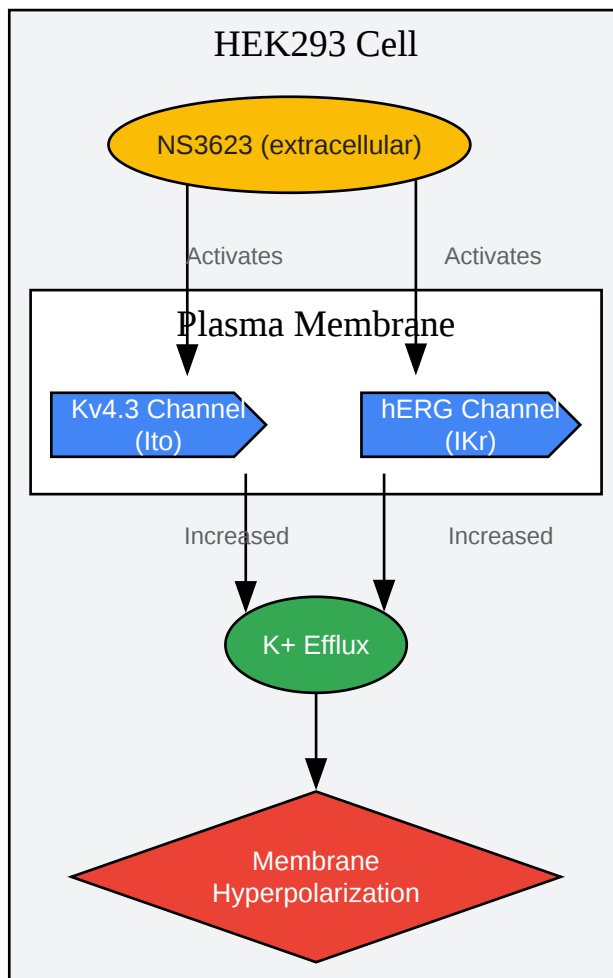 HEK293 Cell
NS3623 (extracellular)
Activates
Activates
Plasma Membrane
Kv4.3 Channel
(Ito)
hERG Channel
(IKr)
Increased
Increased
K+ Efflux
Membrane
Hyperpolarization